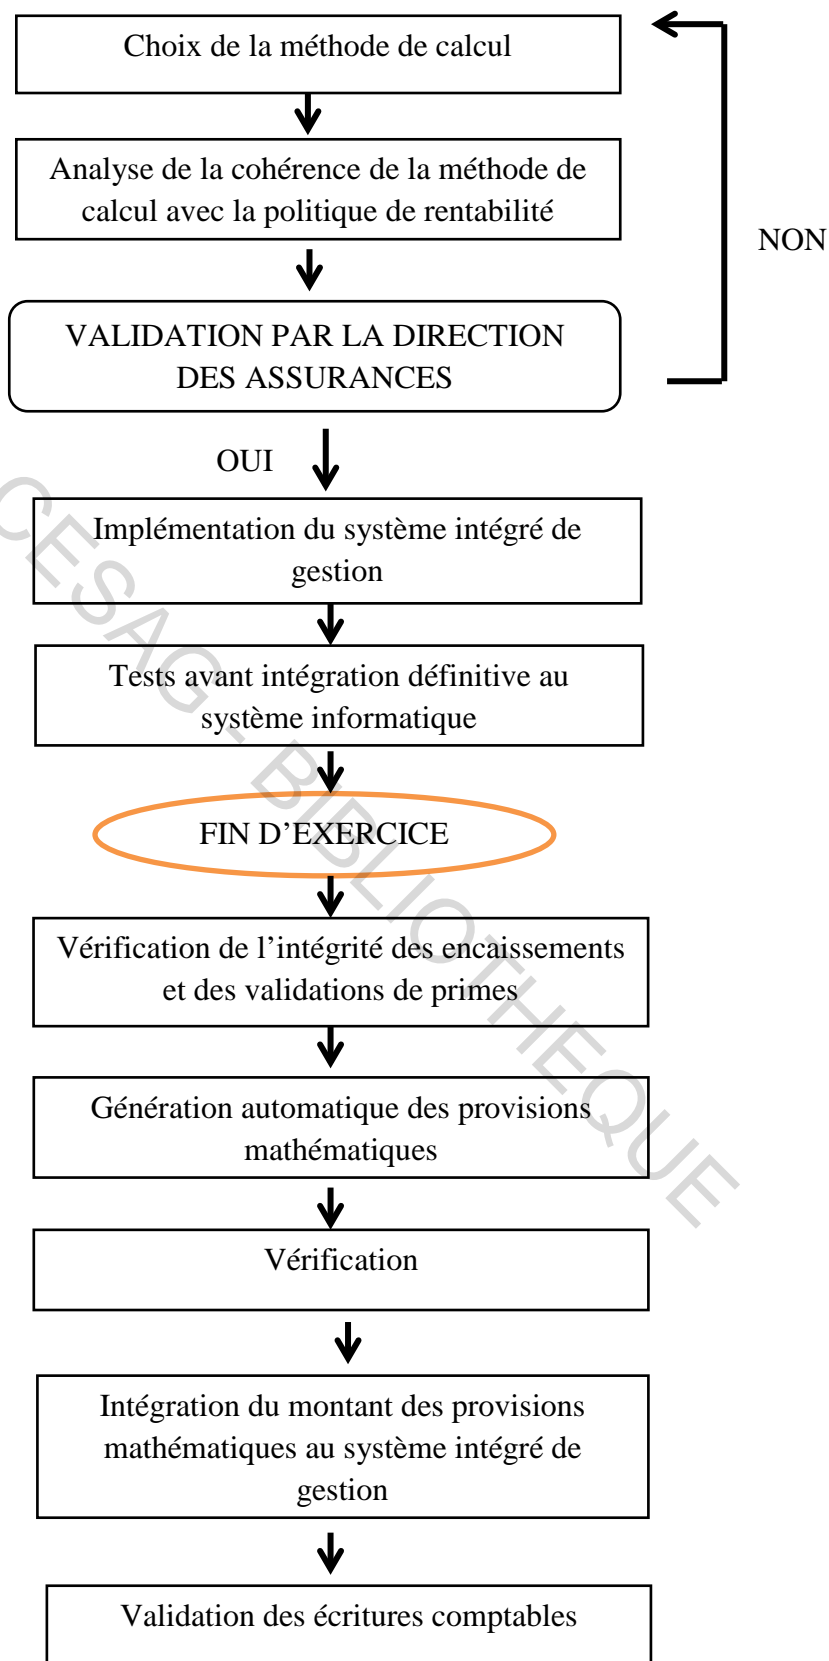 Choix de la méthode de calcul
Analyse de la cohérence de la méthode de
calcul avec la politique de rentabilité
NON
VALIDATION PAR LA DIRECTION
DES ASSURANCES
OUI
Implémentation du système intégré de
gestion
Tests avant intégration définitive au
système informatique
FIN D’EXERCICE
Vérification de l’intégrité des encaissements
et des validations de primes
Génération automatique des provisions
mathématiques
Vérification
Intégration du montant des provisions
mathématiques au système intégré de
gestion
Validation des écritures comptables
CESAG - BIBLIOTHEQUE